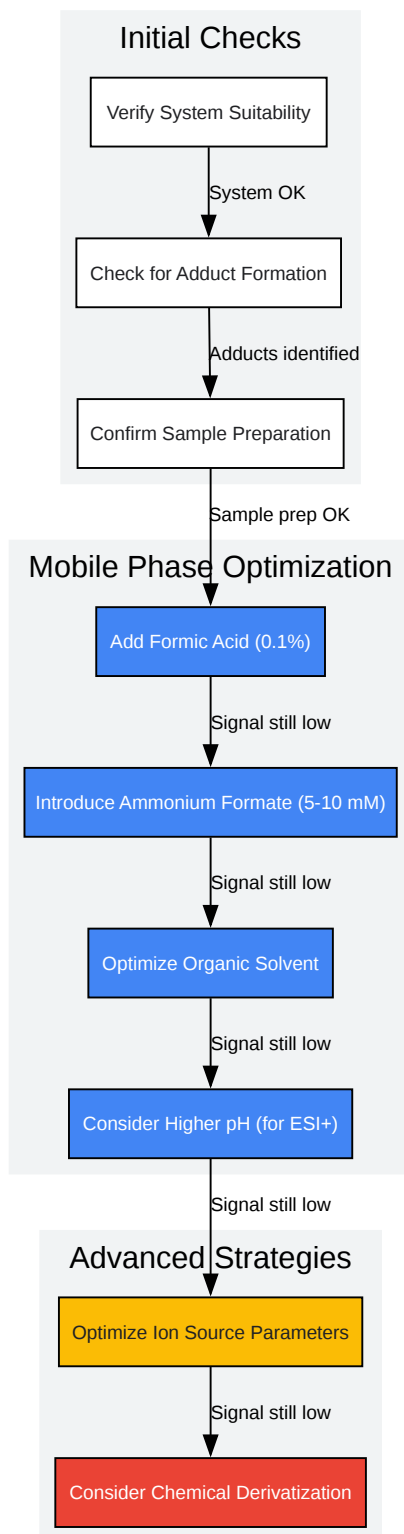 Initial Checks
Verify System Suitability
System OK
Check for Adduct Formation
Adducts identified
Confirm Sample Preparation
Sample prep OK
Mobile Phase Optimization
Add Formic Acid (0.1%)
Signal still low
Introduce Ammonium Formate (5-10 mM)
Signal still low
Optimize Organic Solvent
Signal still low
Consider Higher pH (for ESI+)
Signal still low
Advanced Strategies
Optimize Ion Source Parameters
Signal still low
Consider Chemical Derivatization